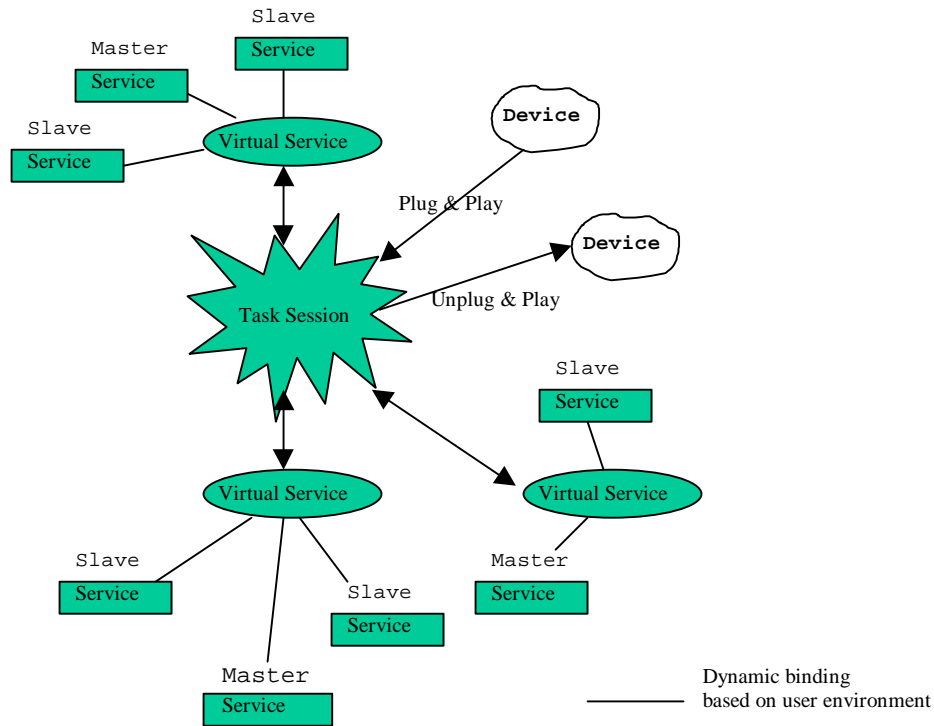 Slave
Service
Master
Service
Slave
Service
Virtual Service
Device
Plug & Play
Device
Unplug & Play
Task Session
Slave
Service
Virtual Service
Virtual Service
Slave
Service
Slave
Service
Master
Service
Master
Service
Dynamic binding
based on user environment